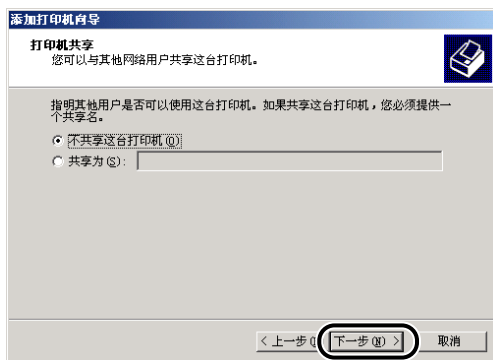 添加打印机向导
打印机共享
您可以与其他网络用户共享这台打印机。
指明其他用户是否可以使用这台打印机。如果共享这台打印机，您必须提供一
个共享名。
不共享这台打印机(O)
共享为(S):
< 上一步(
下一步(N) >
取消